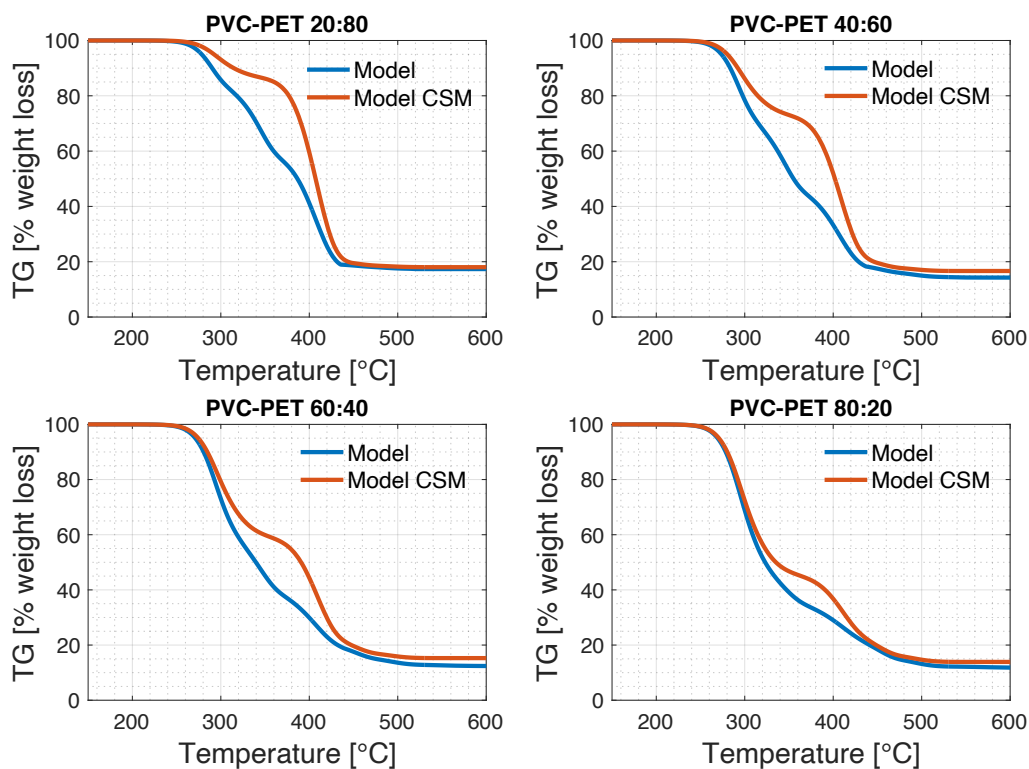 PVC-PET 20:80
100
80
60
40
20
0
TG [% weight loss]
Model
Model CSM
200
300
400
500
600
Temperature [°C]
PVC-PET 40:60
100
80
60
40
20
0
TG [% weight loss]
Model
Model CSM
200
300
400
500
600
Temperature [°C]
PVC-PET 60:40
100
80
60
40
20
0
TG [% weight loss]
Model
Model CSM
200
300
400
500
600
Temperature [°C]
PVC-PET 80:20
100
80
60
40
20
0
TG [% weight loss]
Model
Model CSM
200
300
400
500
600
Temperature [°C]